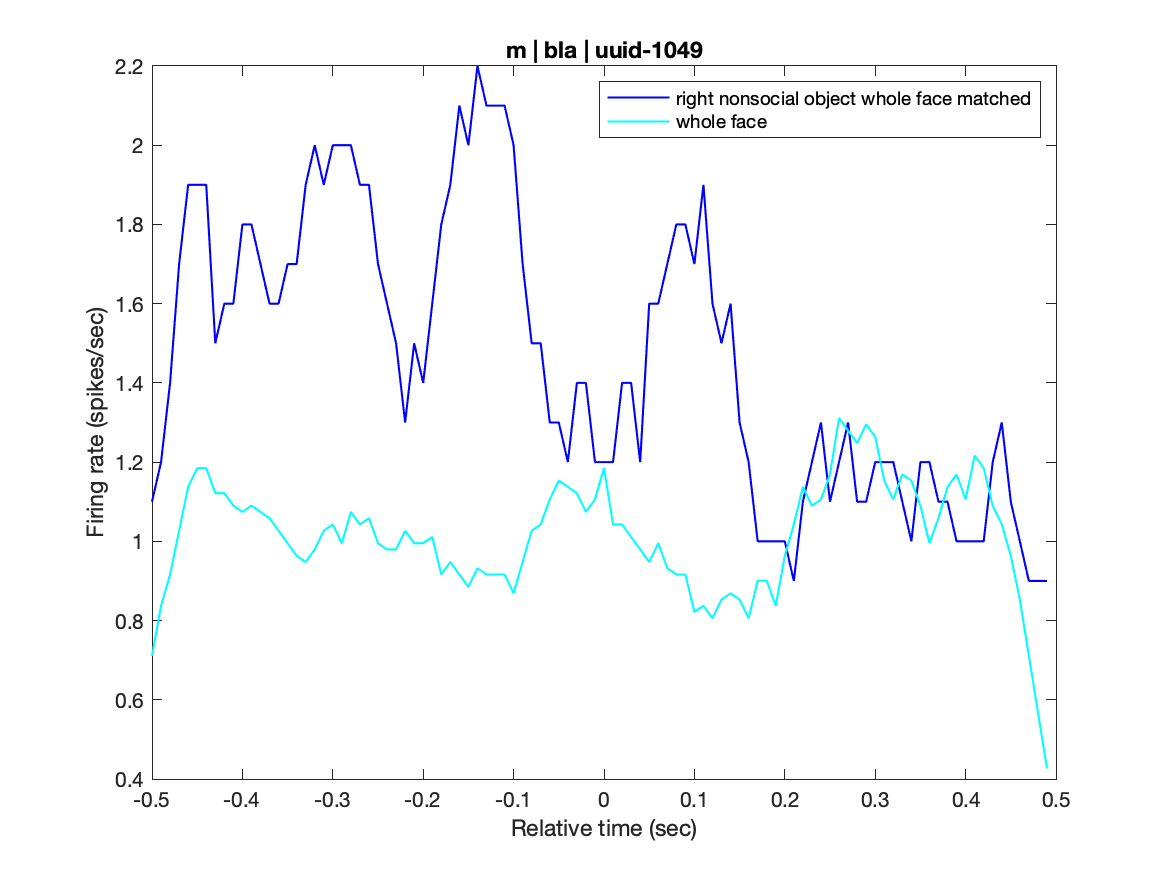 m | bla | uuid-1049
right nonsocial object whole face matched
whole face
Firing rate (spikes/sec)
2.2
2
1.8
1.6
1.4
1.2
1
0.8
0.6
0.4
-0.5 -0.4 -0.3 -0.2 -0.1 0 0.1 0.2 0.3 0.4 0.5
Relative time (sec)